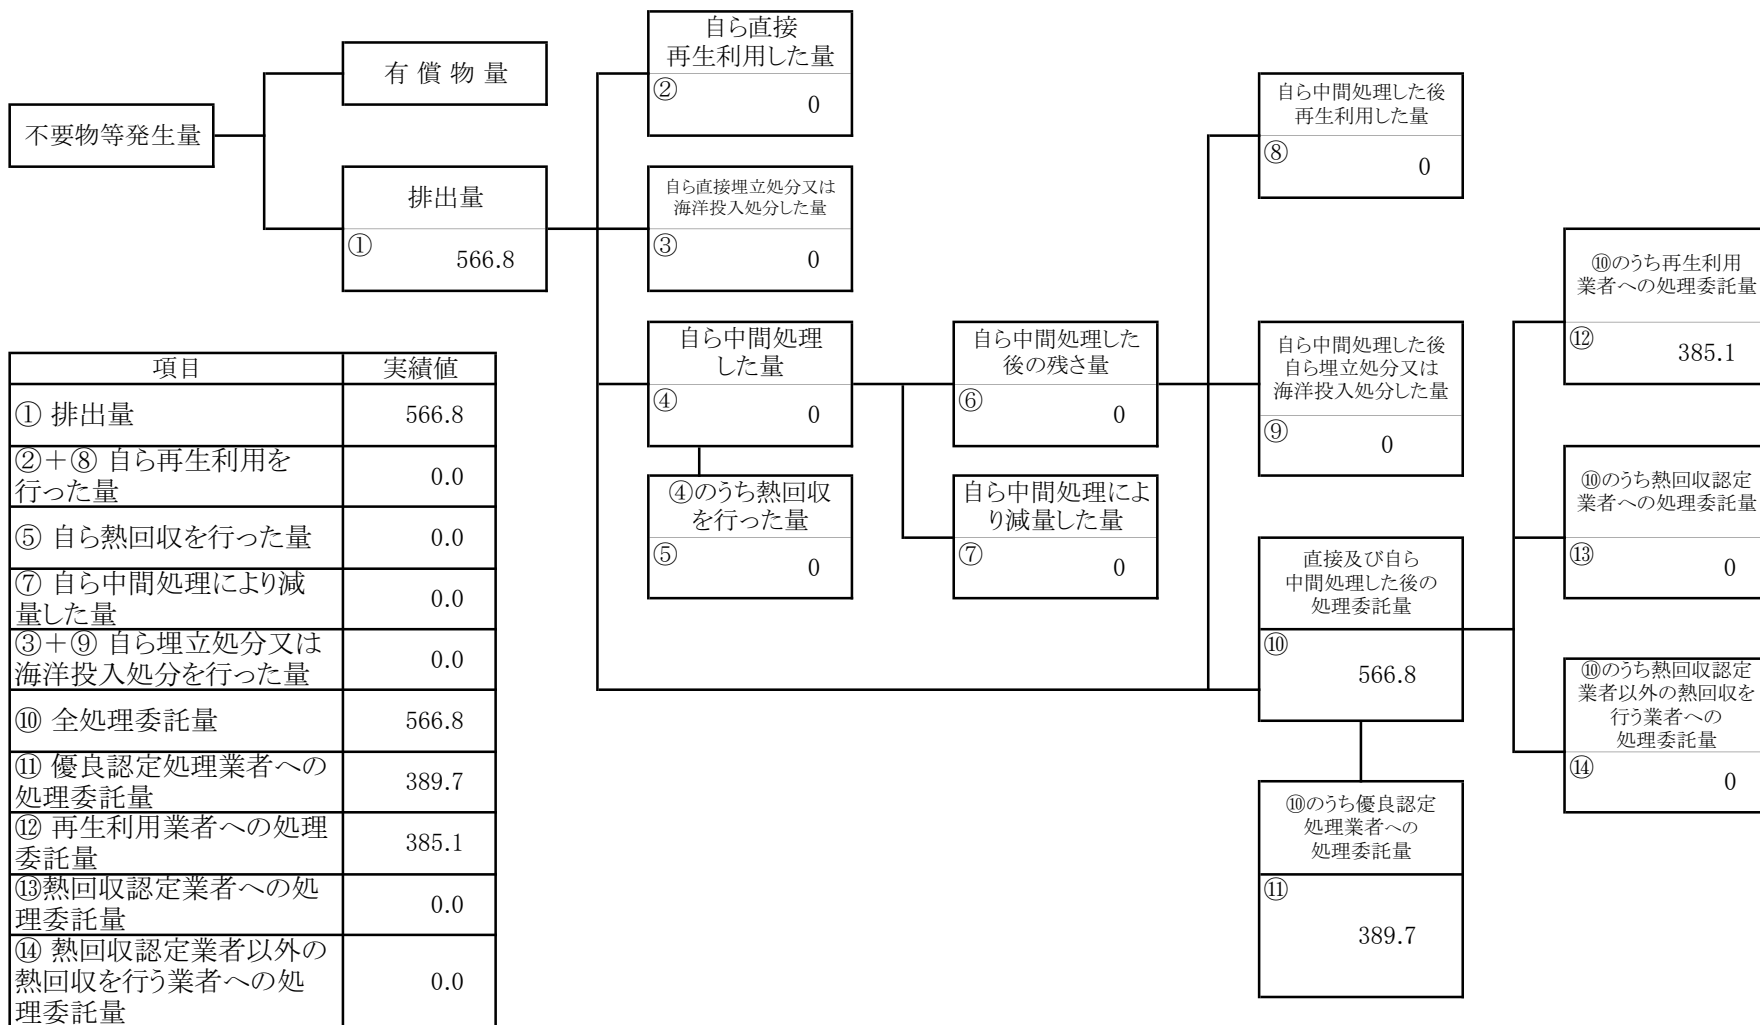 不要物等発生量
有 償 物 量
排出量
①
566.8
自ら直接
再生利用した量
②
0
自ら直接埋立処分又は
海洋投入処分した量
③
0
自ら中間処理
した量
④
0
④のうち熱回収
を行った量
⑤
0
自ら中間処理した
後の残さ量
⑥
0
自ら中間処理によ
り減量した量
⑦
0
自ら中間処理した後
再生利用した量
⑧
0
自ら中間処理した後
自ら埋立処分又は
海洋投入処分した量
⑨
0
直接及び自ら
中間処理した後の
処理委託量
⑩
566.8
⑩のうち優良認定
処理業者への
処理委託量
⑪
389.7
⑩のうち再生利用
業者への処理委託量
⑫
385.1
⑩のうち熱回収認定
業者への処理委託量
⑬
0
⑩のうち熱回収認定
業者以外の熱回収を
行う業者への
処理委託量
⑭
0
項目 実績値
① 排出量 566.8
②+⑧ 自ら再生利用を
行った量 0.0
⑤ 自ら熱回収を行った量 0.0
⑦ 自ら中間処理により減
量した量 0.0
③+⑨ 自ら埋立処分又は
海洋投入処分を行った量 0.0
⑩ 全処理委託量 566.8
⑪ 優良認定処理業者への
処理委託量 389.7
⑫ 再生利用業者への処理
委託量 385.1
⑬熱回収認定業者への処
理委託量 0.0
⑭ 熱回収認定業者以外の
熱回収を行う業者への処
理委託量 0.0